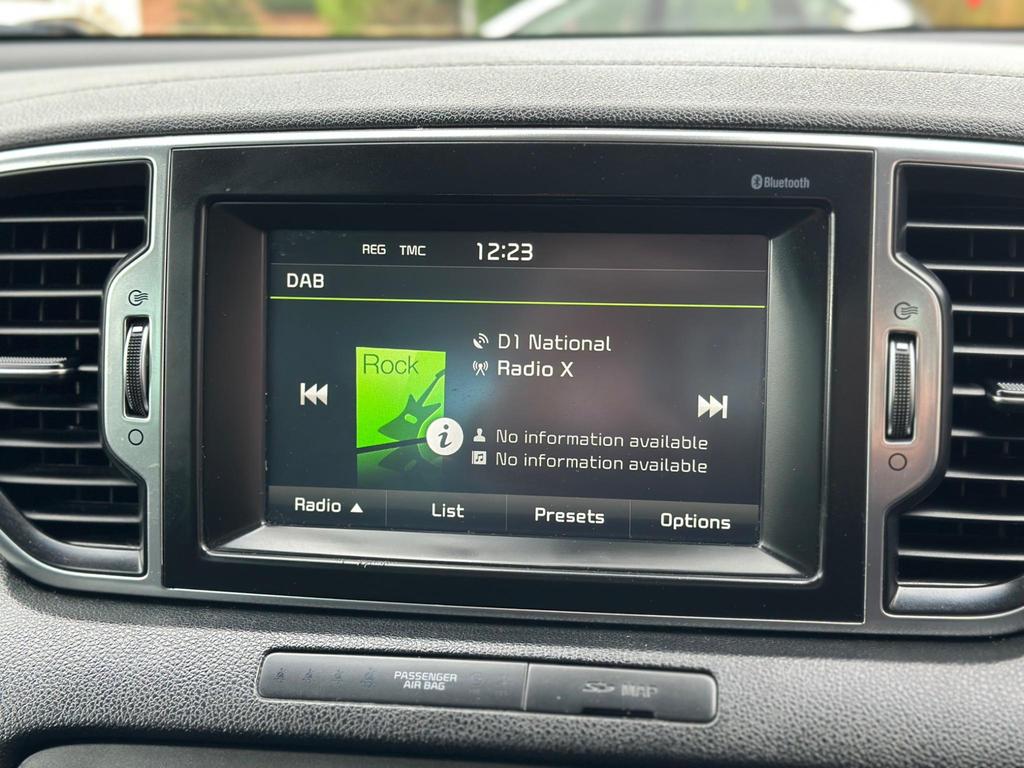 Bluetooth
REG TMC 12:23
DAB
Rock
D1 National
Radio X
i
No information available
No information available
Radio ▲ List Presets Options
PASSENGER
AIR BAG
MAP